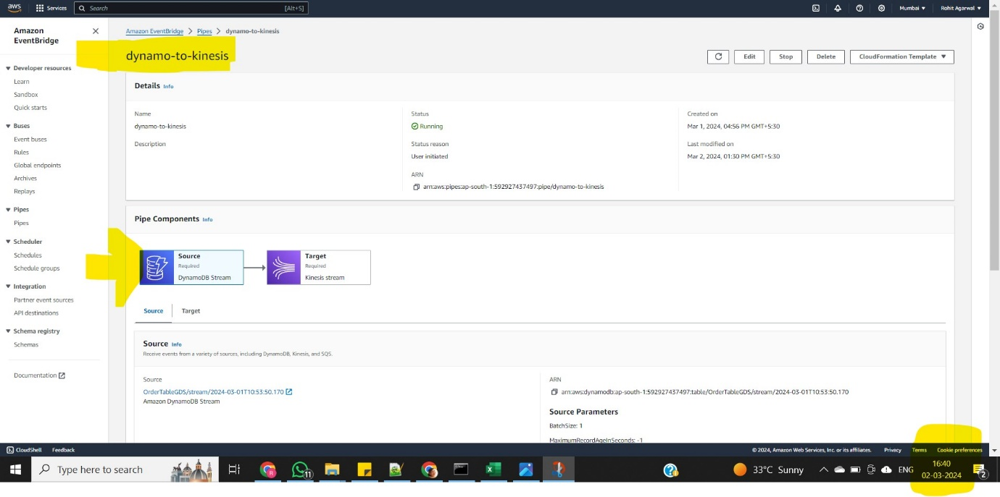 aws
Services
Search
[Alt+S]
Mumbai
Rohit Agarwal
Amazon
EventBridge
Developer resources
Learn
Sandbox
Quick starts
Buses
Event buses
Rules
Global endpoints
Archives
Replays
Pipes
Pipes
Scheduler
Schedules
Schedule groups
Integration
Partner event sources
API destinations
Schema registry
Schemas
Documentation
Amazon EventBridge > Pipes > dynamo-to-kinesis
dynamo-to-kinesis
Edit
Stop
Delete
CloudFormation Template
Details Info
Name
dynamo-to-kinesis
Description
Status
Running
Status reason
User initiated
ARN
arn:aws:pipes:ap-south-1:592927437497:pipe/dynamo-to-kinesis
Created on
Mar 1, 2024, 04:56 PM GMT+5:30
Last modified on
Mar 2, 2024, 01:30 PM GMT+5:30
Pipe Components Info
Source
Required
DynamoDB Stream
Target
Required
Kinesis stream
Source
Target
Source Info
Receive events from a variety of sources, including DynamoDB, Kinesis, and SQS.
Source
OrderTableGDS/stream/2024-03-01T10:53:50.170
Amazon DynamoDB Stream
ARN
arn:aws:dynamodb:ap-south-1:592927437497:table/OrderTableGDS/stream/2024-03-01T10:53:50.170
Source Parameters
BatchSize: 1
MaximumRecordAgeInSeconds: -1
CloudShell
Feedback
© 2024, Amazon Web Services, Inc. or its affiliates.
Privacy
Terms
Cookie preferences
Type here to search
11
33°C Sunny
ENG
16:40
02-03-2024
2